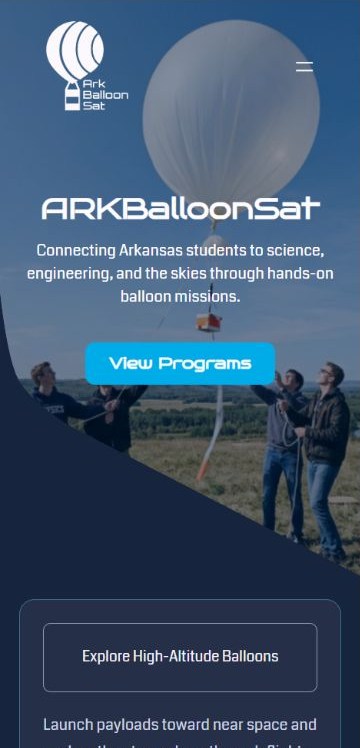 Ark
Balloon
Sat
ARKBalloonSat
Connecting Arkansas students to science,
engineering, and the skies through hands-on
balloon missions.
View Programs
Explore High-Altitude Balloons
Launch payloads toward near space and